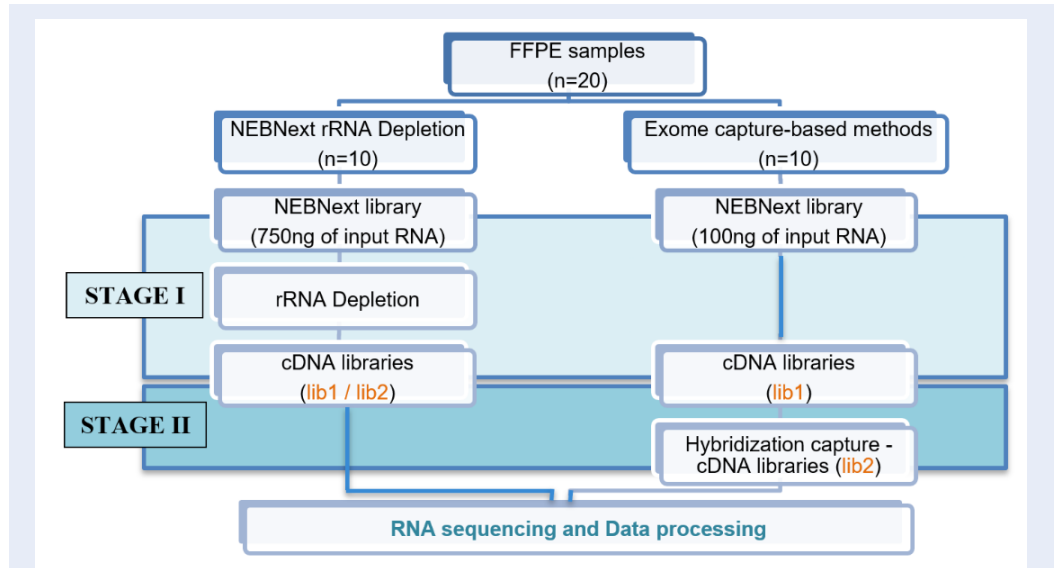 FFPE samples
(n=20)
NEBNext rRNA Depletion
(n=10)
Exome capture-based methods
(n=10)
NEBNext library
(750ng of input RNA)
NEBNext library
(100ng of input RNA)
STAGE I
rRNA Depletion
cDNA libraries
(lib1 / lib2)
cDNA libraries
(lib1)
STAGE II
Hybridization capture -
cDNA libraries (lib2)
RNA sequencing and Data processing